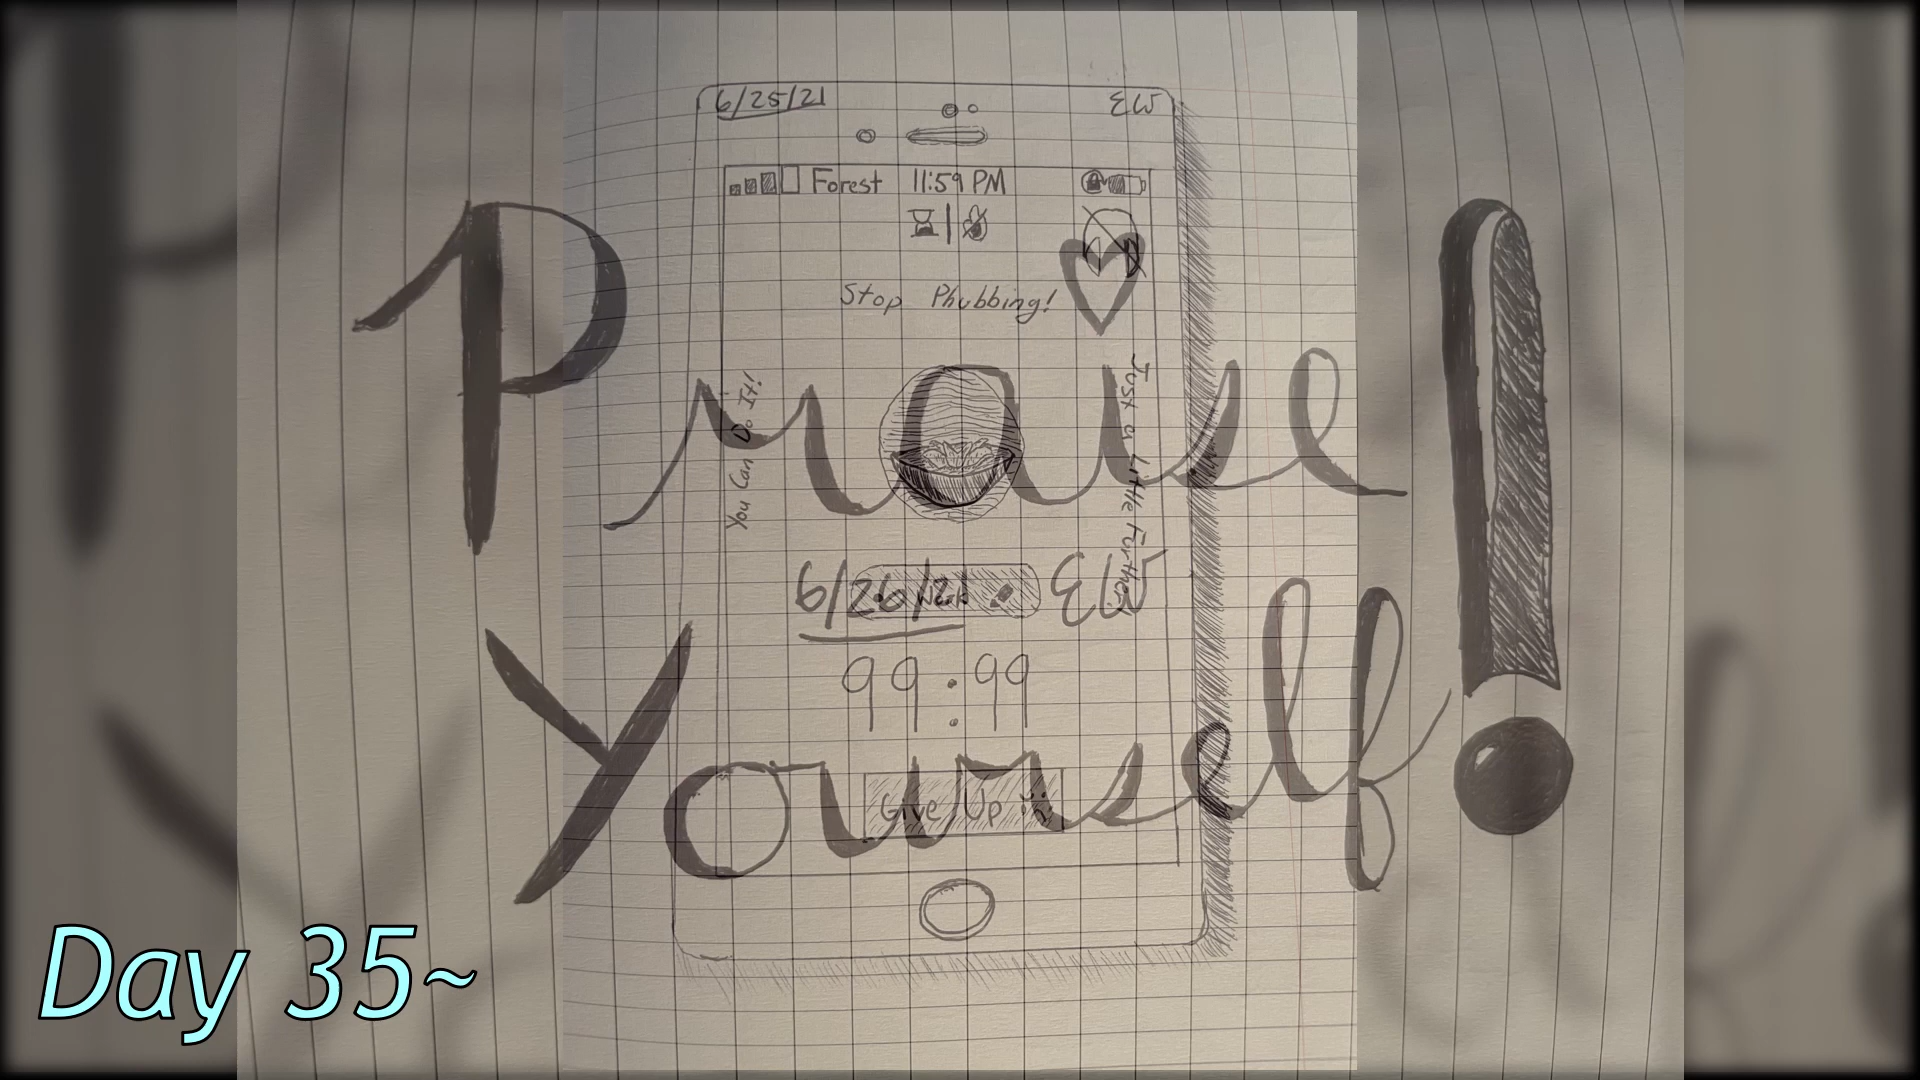 6/25/21 EW
Forest 11:59 PM
Stop Phubbing!
Prove
You Can Do It!
Just a Little Further!
6/26/21 EW
99:99
Yourself!
Give Up
Day 35~